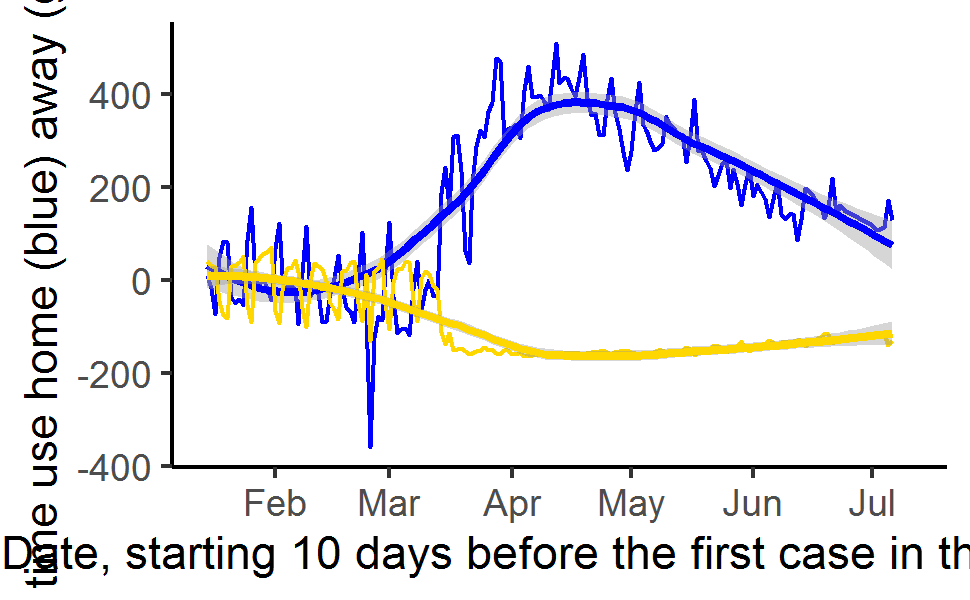 time use home (blue) away (
400
200
0
-200
-400
Feb Mar Apr May Jun Jul
Date, starting 10 days before the first case in th